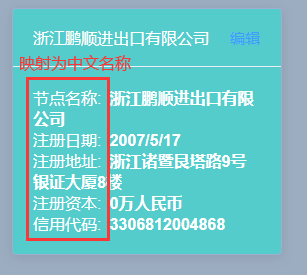 浙江鹏顺进出口有限公司 编辑
映射为中文名称
节点名称: 浙江鹏顺进出口有限
公司
注册日期: 2007/5/17
注册地址: 浙江诸暨艮塔路9号
银证大厦8楼
注册资本: 0万人民币
信用代码: 3306812004868